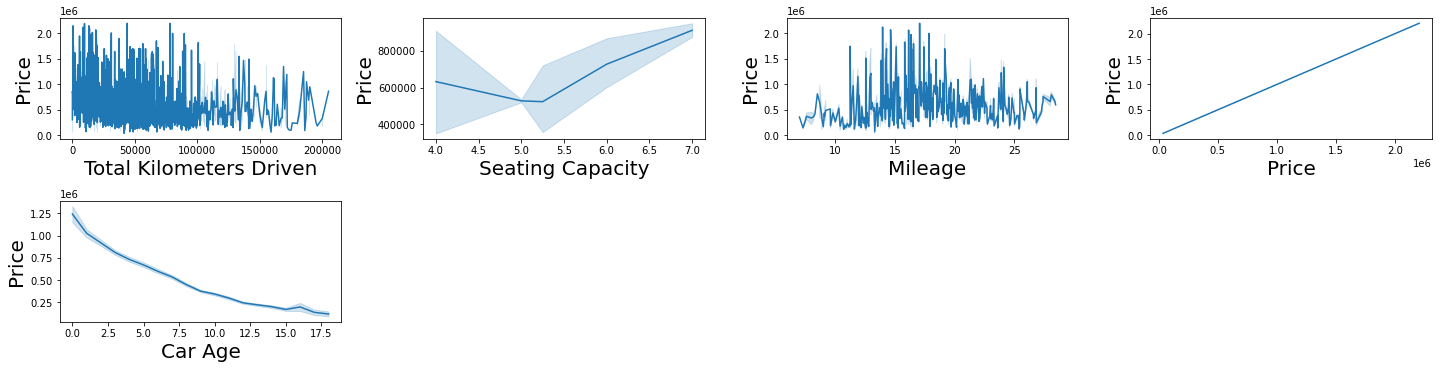 1e6
2.0
1.5
1.0
0.5
0.0
Price
0 50000 100000 150000 200000
Total Kilometers Driven
800000
600000
400000
Price
4.0 4.5 5.0 5.5 6.0 6.5 7.0
Seating Capacity
1e6
2.0
1.5
1.0
0.5
0.0
Price
10 15 20 25
Mileage
1e6
2.0
1.5
1.0
0.5
0.0
Price
0.0 0.5 1.0 1.5 2.0
1e6
Price
1e6
1.25
1.00
0.75
0.50
0.25
Price
0.0 2.5 5.0 7.5 10.0 12.5 15.0 17.5
Car Age